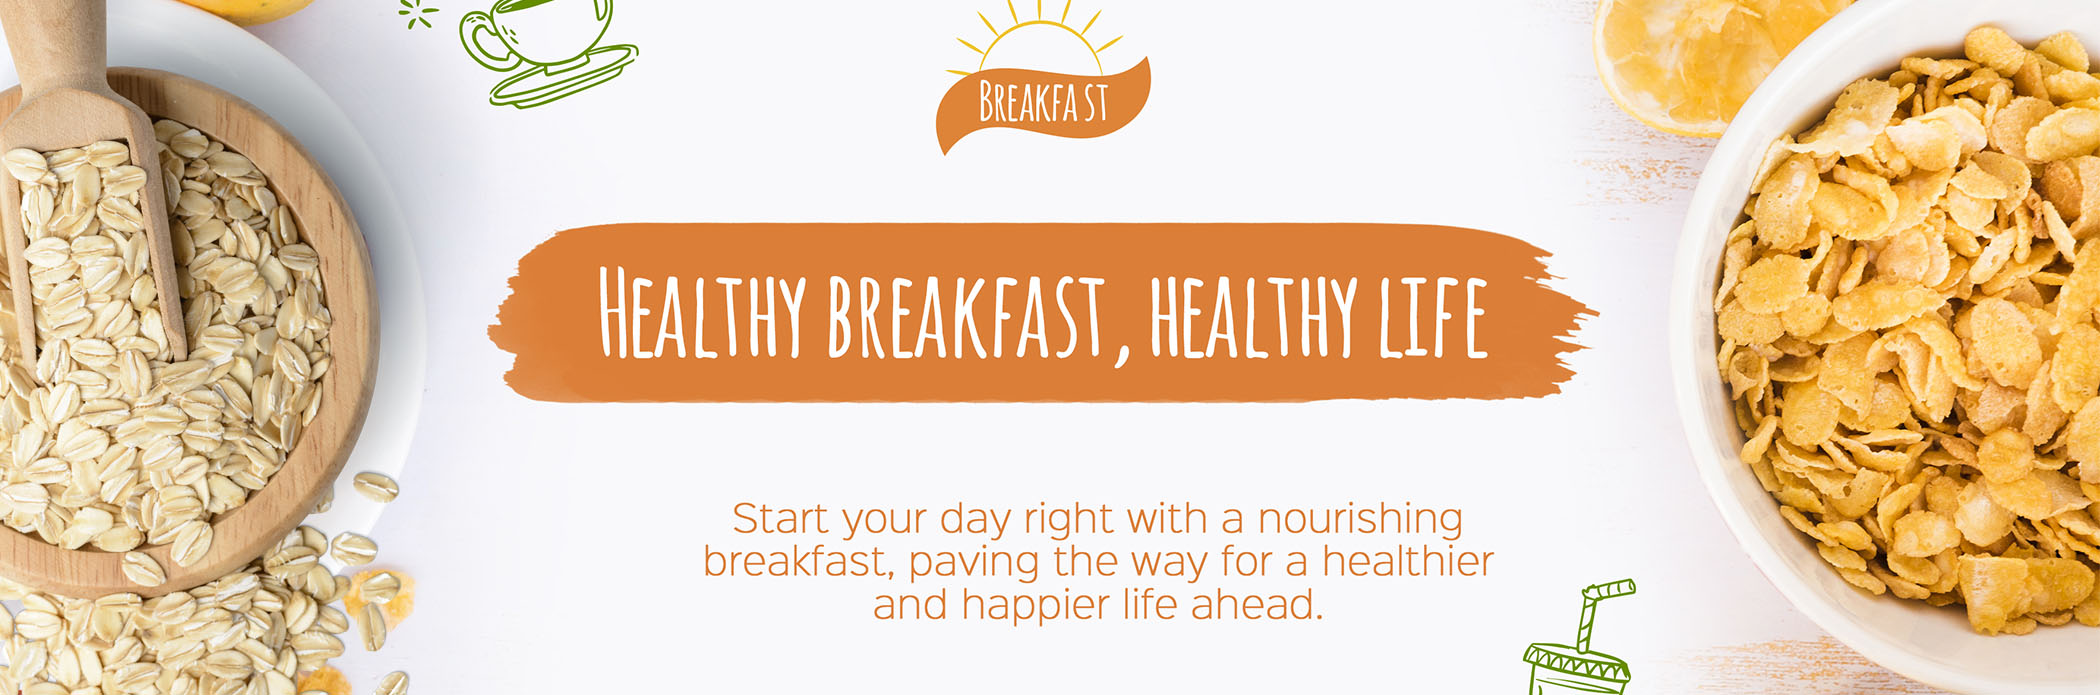 BREAKFAST
HEALTHY BREAKFAST, HEALTHY LIFE
Start your day right with a nourishing
breakfast, paving the way for a healthier
and happier life ahead.